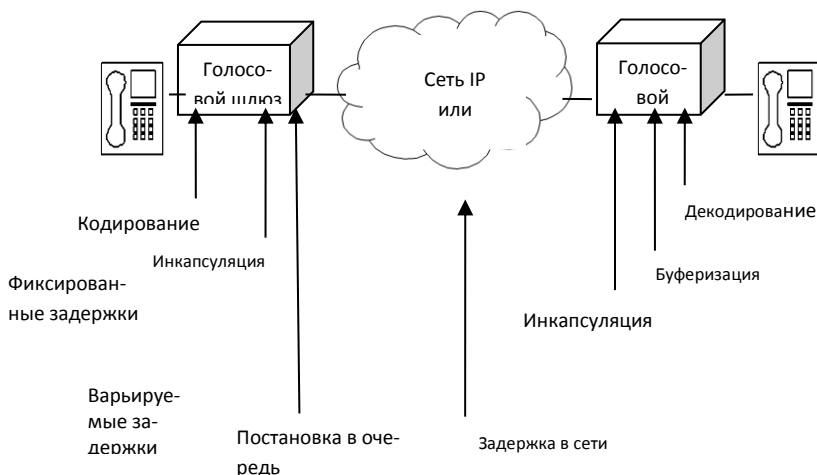 Голосо-
вой шлюз
Сеть IP
или
Голосо-
вой
Кодирование
Инкапсуляция
Декодирование
Буферизация
Фиксирован-
ные задержки
Инкапсуляция
Варьируе-
мые за-
держки
Постановка в оче-
редь
Задержка в сети